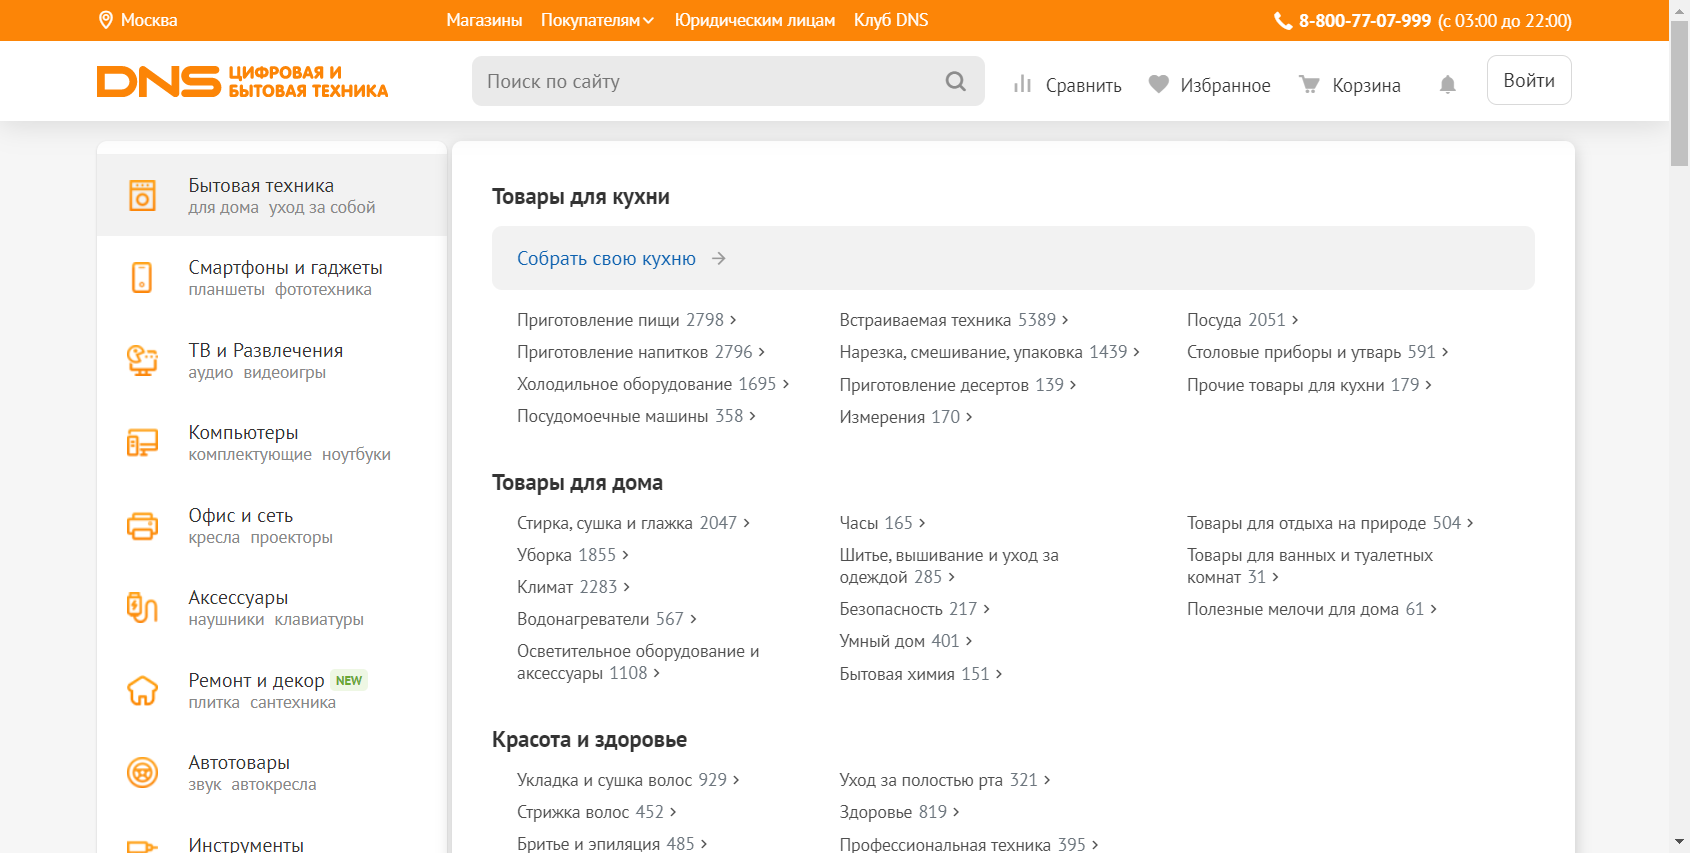 Москва
Магазины
Покупателям
Юридическим лицам
Клуб DNS
8-800-77-07-999 (с 03:00 до 22:00)
DNS ЦИФРОВАЯ И
БЫТОВАЯ ТЕХНИКА
Поиск по сайту
Сравнить
Избранное
Корзина
Войти
Бытовая техника
для дома уход за собой
Смартфоны и гаджеты
планшеты фототехника
ТВ и Развлечения
аудио видеоигры
Компьютеры
комплектующие ноутбуки
Офис и сеть
кресла проекторы
Аксессуары
наушники клавиатуры
Ремонт и декор NEW
плитка сантехника
Автотовары
звук автокресла
Инструменты
Товары для кухни
Собрать свою кухню
Приготовление пищи 2798
Приготовление напитков 2796
Холодильное оборудование 1695
Посудомоечные машины 358
Встраиваемая техника 5389
Нарезка, смешивание, упаковка 1439
Приготовление десертов 139
Измерения 170
Посуда 2051
Столовые приборы и утварь 591
Прочие товары для кухни 179
Товары для дома
Стирка, сушка и глажка 2047
Уборка 1855
Климат 2283
Водонагреватели 567
Осветительное оборудование и
аксессуары 1108
Часы 165
Шитье, вышивание и уход за
одеждой 285
Безопасность 217
Умный дом 401
Бытовая химия 151
Товары для отдыха на природе 504
Товары для ванных и туалетных
комнат 31
Полезные мелочи для дома 61
Красота и здоровье
Укладка и сушка волос 929
Стрижка волос 452
Бритье и эпиляция 485
Уход за полостью рта 321
Здоровье 819
Профессиональная техника 395